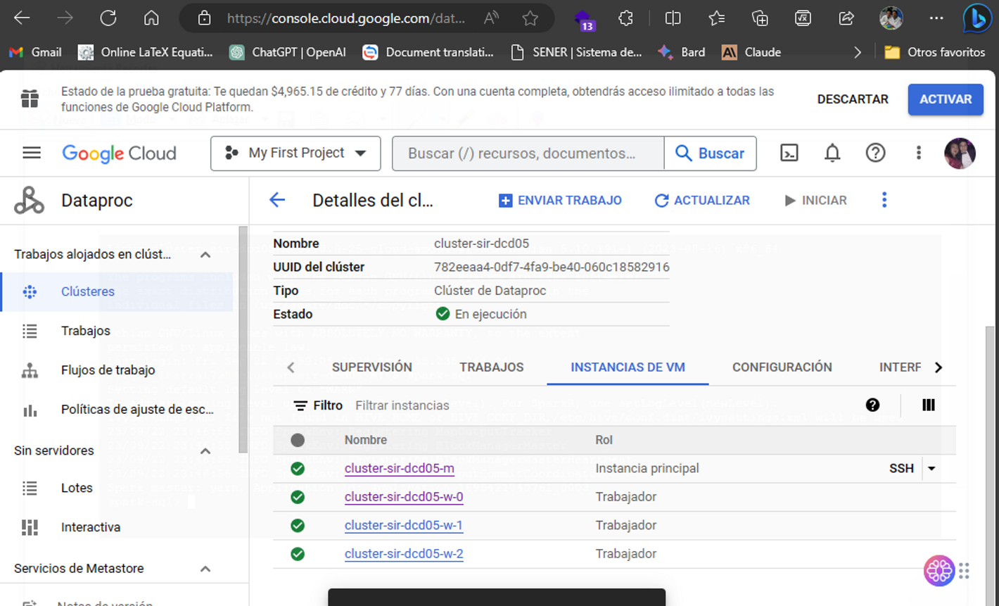 https://console.cloud.google.com/dat...
13
Gmail
Online LaTeX Equati...
ChatGPT | OpenAI
Document translati...
SENER | Sistema de...
Bard
Claude
Otros favoritos
Estado de la prueba gratuita: Te quedan $4,965.15 de crédito y 77 días. Con una cuenta completa, obtendrás acceso ilimitado a todas las
funciones de Google Cloud Platform.
DESCARTAR
ACTIVAR
Google Cloud
My First Project
Buscar (/) recursos, documentos...
Buscar
Dataproc
Detalles del cl...
ENVIAR TRABAJO
ACTUALIZAR
INICIAR
Trabajos alojados en clúst...
Clústeres
Trabajos
Flujos de trabajo
Políticas de ajuste de esc...
Sin servidores
Lotes
Interactiva
Servicios de Metastore
Notas de versión
Nombre cluster-sir-dcd05
UUID del clúster 782eeaa4-0df7-4fa9-be40-060c18582916
Tipo Clúster de Dataproc
Estado En ejecución
SUPERVISIÓN
TRABAJOS
INSTANCIAS DE VM
CONFIGURACIÓN
INTERF
Filtro Filtrar instancias
Nombre Rol
cluster-sir-dcd05-m Instancia principal SSH
cluster-sir-dcd05-w-0 Trabajador
cluster-sir-dcd05-w-1 Trabajador
cluster-sir-dcd05-w-2 Trabajador